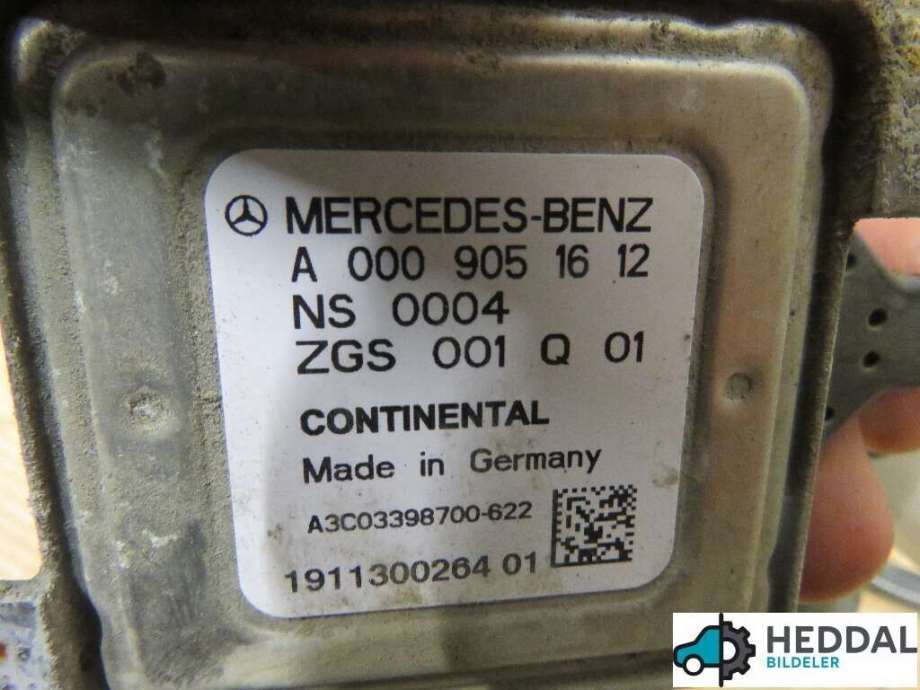 MERCEDES-BENZ
A 000 905 16 12
NS 0004
ZGS 001 Q 01
CONTINENTAL
Made in Germany
A3C03398700-622
1911300264 01
HEDDAL
BILDELER